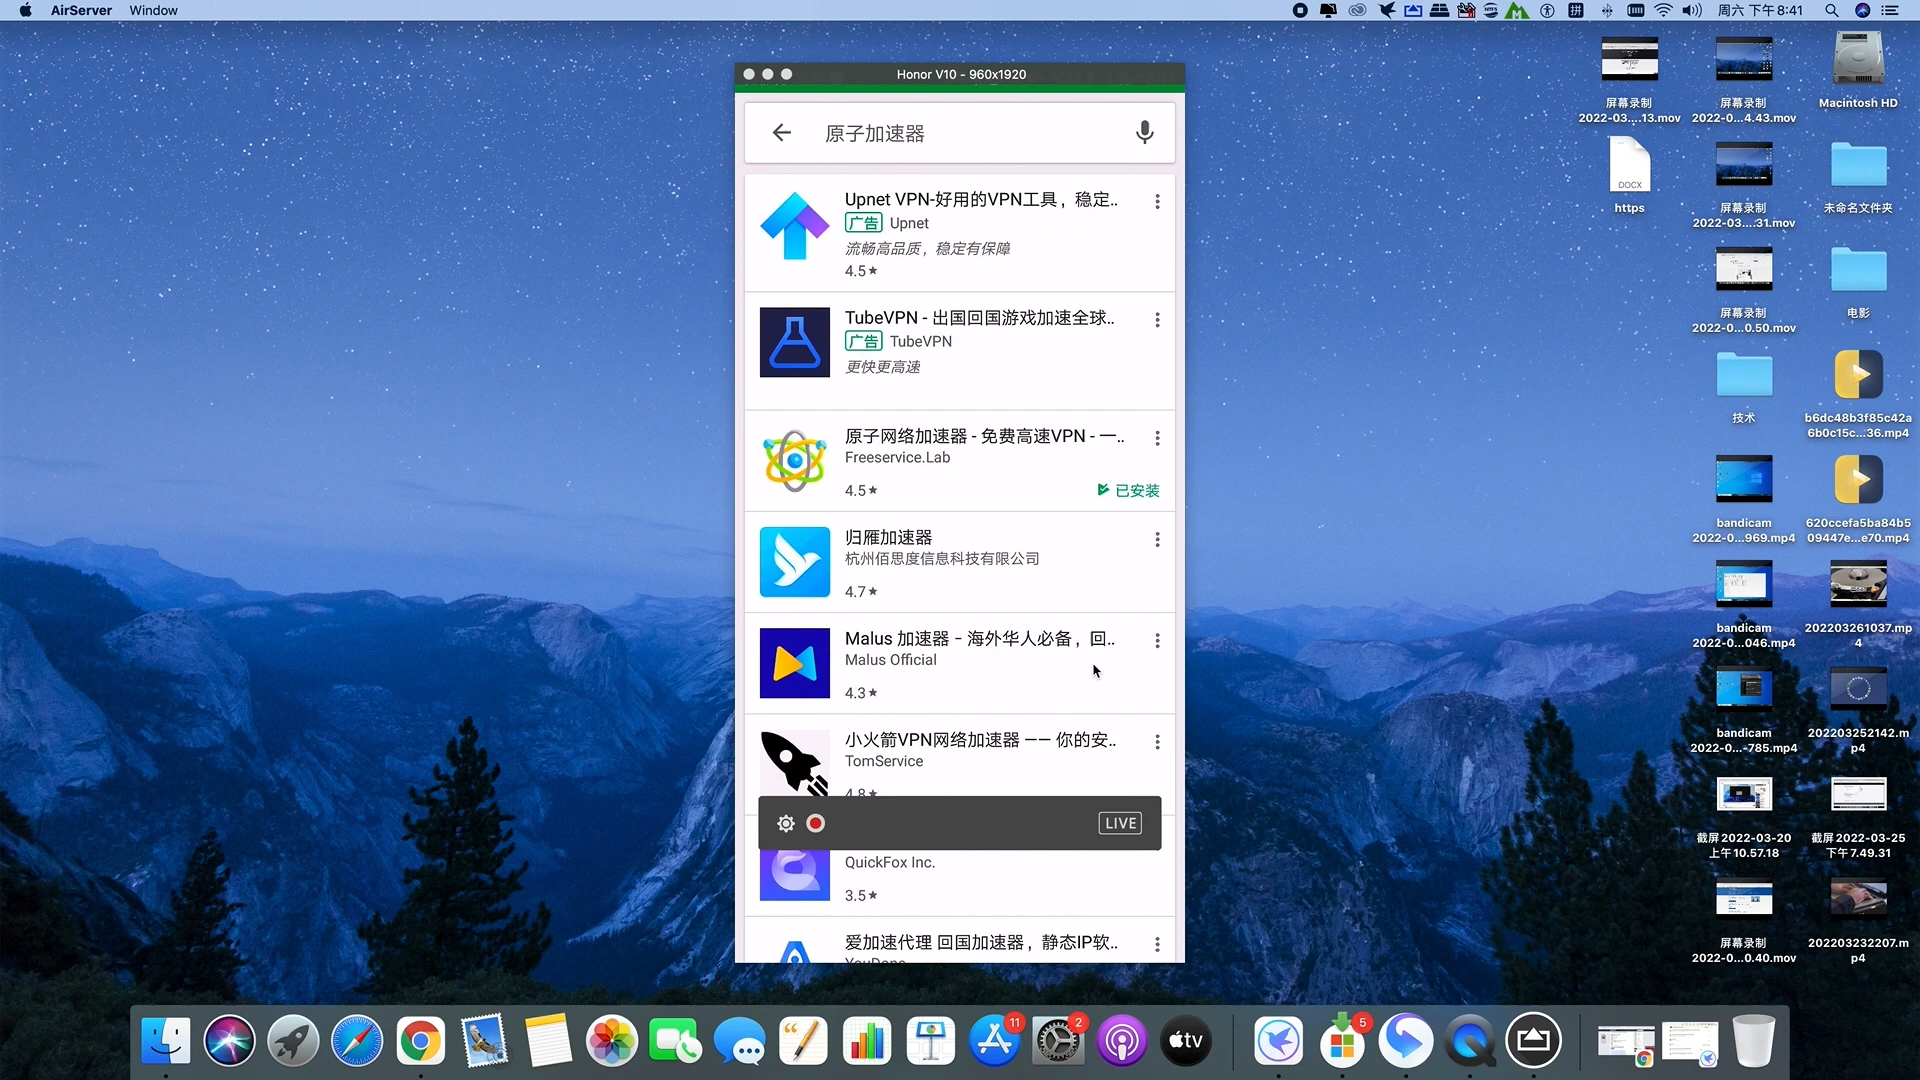 AirServer Window
周六 下午8:41
Honor V10 - 960x1920
原子加速器
Upnet VPN-好用的VPN工具，稳定..
广告 Upnet
流畅高品质，稳定有保障
4.5★
TubeVPN - 出国回国游戏加速全球..
广告 TubeVPN
更快更高速
原子网络加速器 - 免费高速VPN - 一..
Freeservice.Lab
4.5★
已安装
归雁加速器
杭州佰思度信息科技有限公司
4.7★
Malus 加速器 - 海外华人必备，回..
Malus Official
4.3★
小火箭VPN网络加速器 —— 你的安..
TomService
4.8★
LIVE
QuickFox Inc.
3.5★
爱加速代理 回国加速器，静态IP软..
屏幕录制
2022-03....13.mov
屏幕录制
2022-0...4.43.mov
Macintosh HD
DOCX
https
屏幕录制
2022-03....31.mov
未命名文件夹
屏幕录制
2022-0...0.50.mov
电影
技术
b6dc48b3f85c42a
6b0c15c...36.mp4
bandicam
2022-0...969.mp4
620ccefa5ba84b5
09447e...e70.mp4
bandicam
2022-0...046.mp4
202203261037.mp
4
bandicam
2022-0...-785.mp4
202203252142.m
p4
截屏2022-03-20
上午10.57.18
截屏2022-03-25
下午7.49.31
屏幕录制
2022-0...0.40.mov
202203232207.m
p4
11
2
tv
5